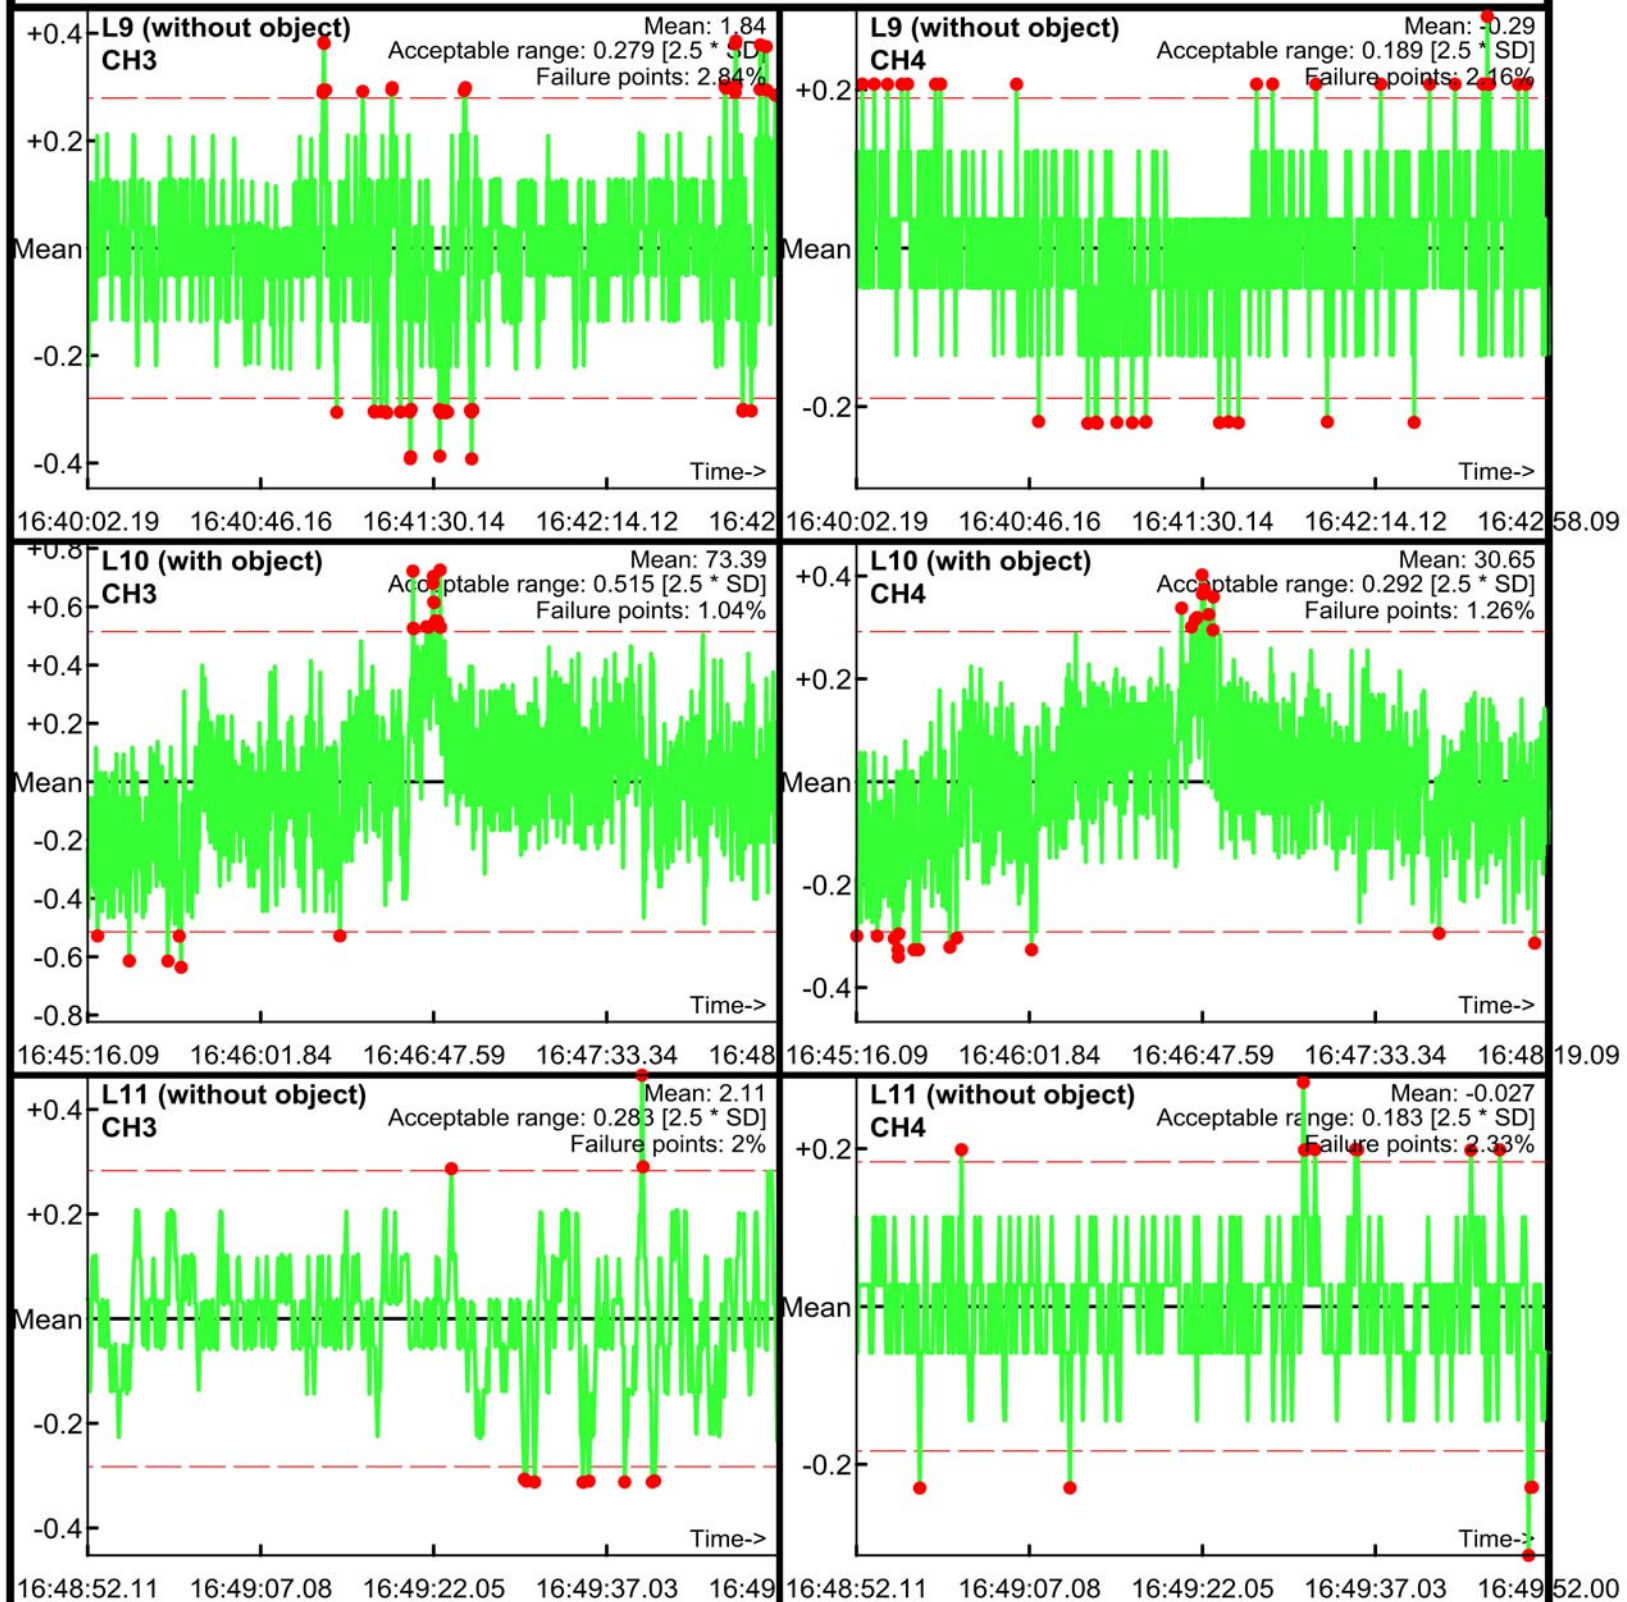 L9 (without object)
CH3
Mean: 1.84
Acceptable range: 0.279 [2.5 * SD]
Failure points: 2.84%
+0.4
+0.2
Mean
-0.2
-0.4
Time->
16:40:02.19 16:40:46.16 16:41:30.14 16:42:14.12 16:42
L9 (without object)
CH4
Mean: -0.29
Acceptable range: 0.189 [2.5 * SD]
Failure points: 2.16%
+0.2
Mean
-0.2
Time->
16:40:02.19 16:40:46.16 16:41:30.14 16:42:14.12 16:42:58.09
L10 (with object)
CH3
Mean: 73.39
Acceptable range: 0.515 [2.5 * SD]
Failure points: 1.04%
+0.8
+0.6
+0.4
+0.2
Mean
-0.2
-0.4
-0.6
-0.8
Time->
16:45:16.09 16:46:01.84 16:46:47.59 16:47:33.34 16:48
L10 (with object)
CH4
Mean: 30.65
Acceptable range: 0.292 [2.5 * SD]
Failure points: 1.26%
+0.4
+0.2
Mean
-0.2
-0.4
Time->
16:45:16.09 16:46:01.84 16:46:47.59 16:47:33.34 16:48:19.09
L11 (without object)
CH3
Mean: 2.11
Acceptable range: 0.283 [2.5 * SD]
Failure points: 2%
+0.4
+0.2
Mean
-0.2
-0.4
Time->
16:48:52.11 16:49:07.08 16:49:22.05 16:49:37.03 16:49
L11 (without object)
CH4
Mean: -0.027
Acceptable range: 0.183 [2.5 * SD]
Failure points: 2.33%
+0.2
Mean
-0.2
Time->
16:48:52.11 16:49:07.08 16:49:22.05 16:49:37.03 16:49:52.00